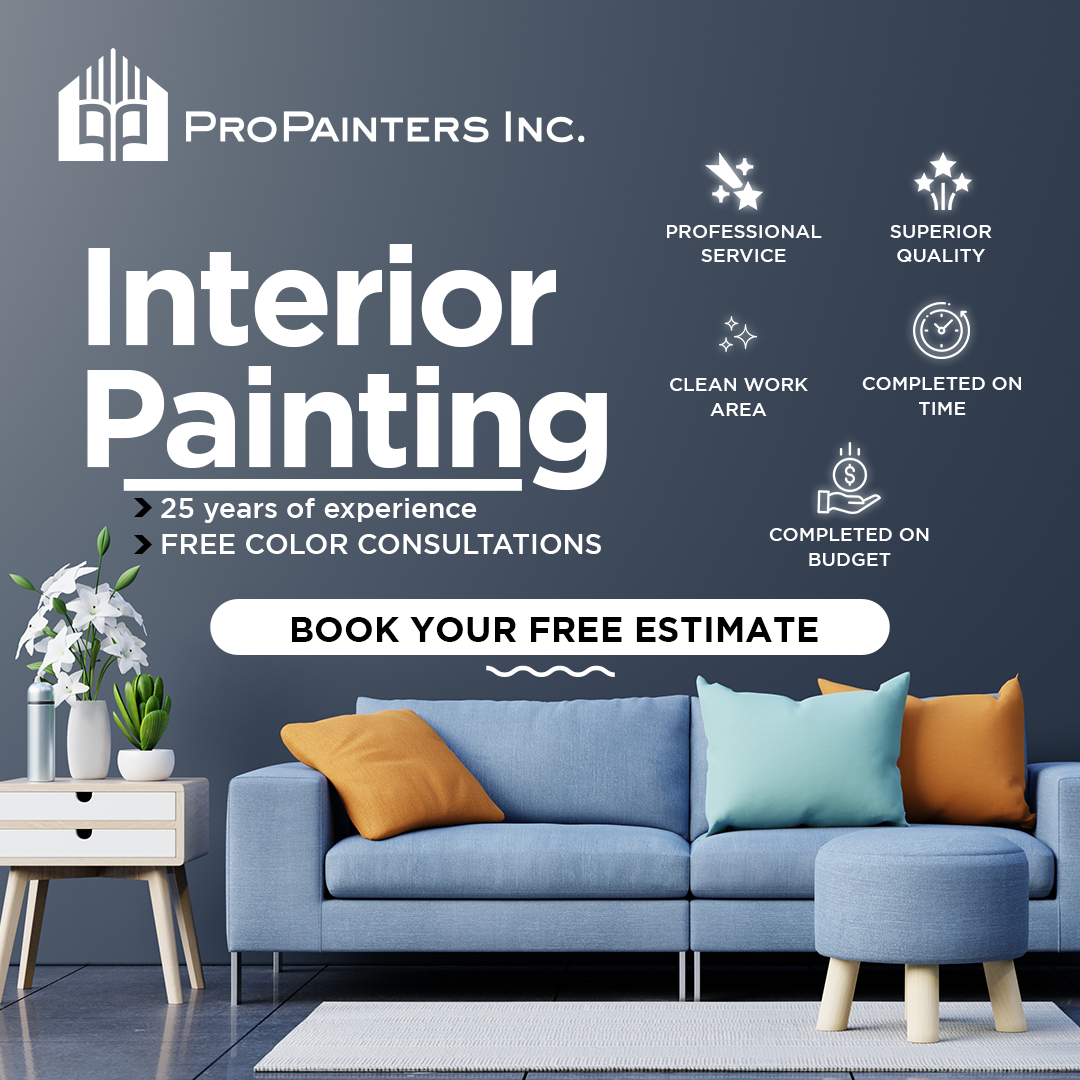 PROPAINTERS INC.
Interior
Painting
25 years of experience
FREE COLOR CONSULTATIONS
PROFESSIONAL
SERVICE
SUPERIOR
QUALITY
CLEAN WORK
AREA
COMPLETED ON
TIME
$
COMPLETED ON
BUDGET
BOOK YOUR FREE ESTIMATE